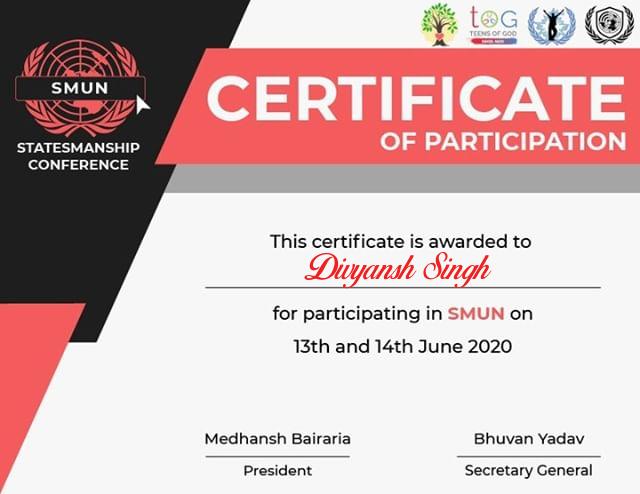 SMUN
STATESMANSHIP
CONFERENCE
toG
TEENS OF GOD
CERTIFICATE
OF PARTICIPATION
This certificate is awarded to
Divyansh Singh
for participating in SMUN on
13th and 14th June 2020
Medhansh Bairaria
President
Bhuvan Yadav
Secretary General